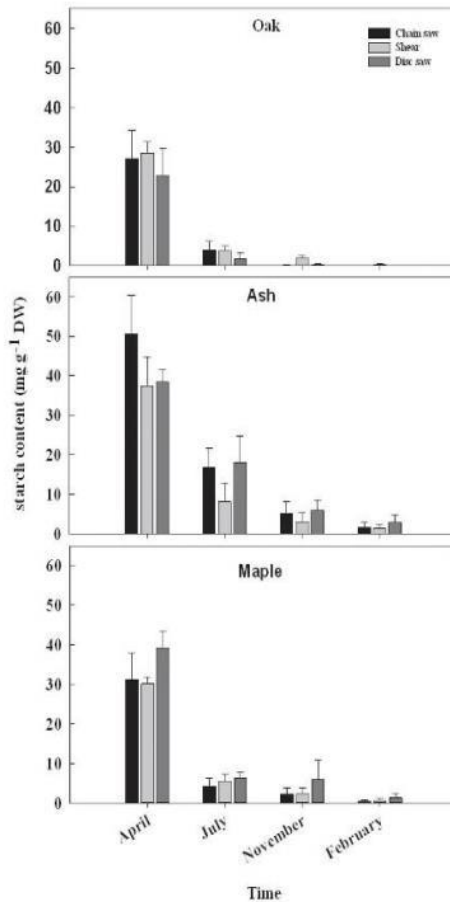 Oak
Chain saw
Shear
Disc saw
60
50
40
30
20
10
0
Ash
60
50
40
30
20
10
0
starch content (mg g⁻¹ DW)
Maple
60
50
40
30
20
10
0
April
July
November
February
Time